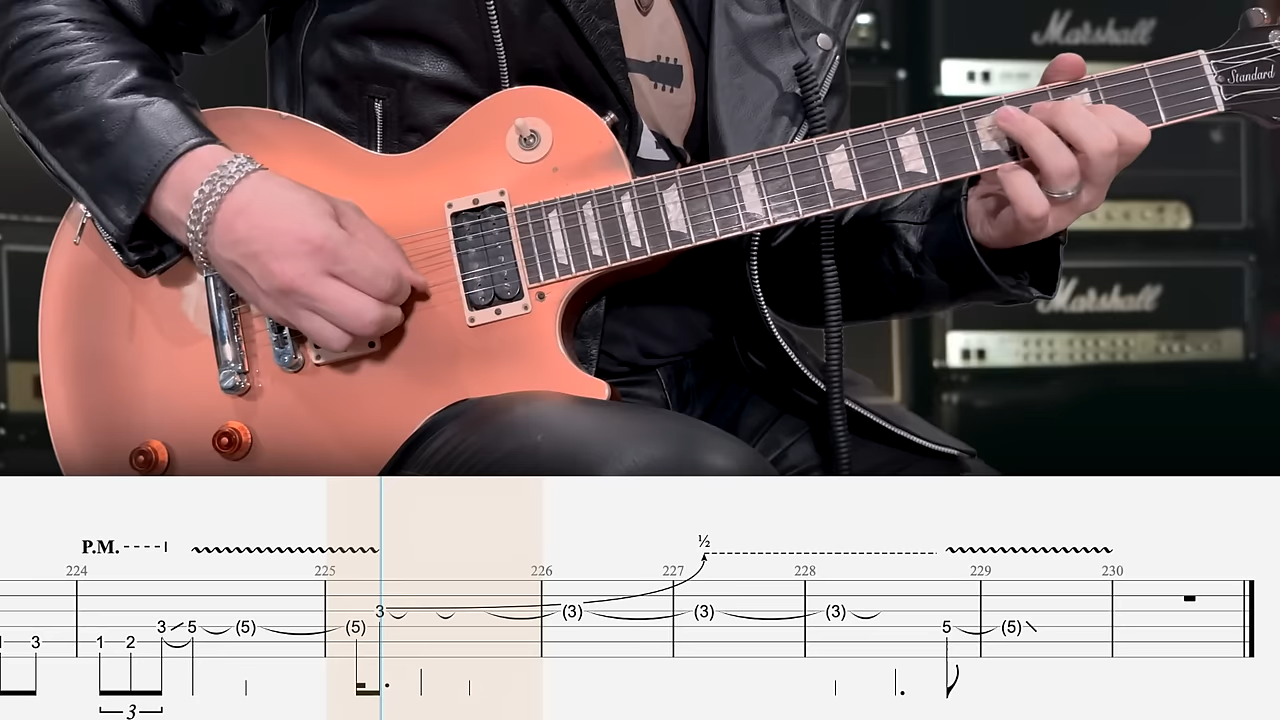 Marshall
Standard
Marshall
½
P.M.
224 225 226 227 228 229 230
3 (3) (3) (3)
3 5 (5) (5) 5 (5)
3 1 2
3